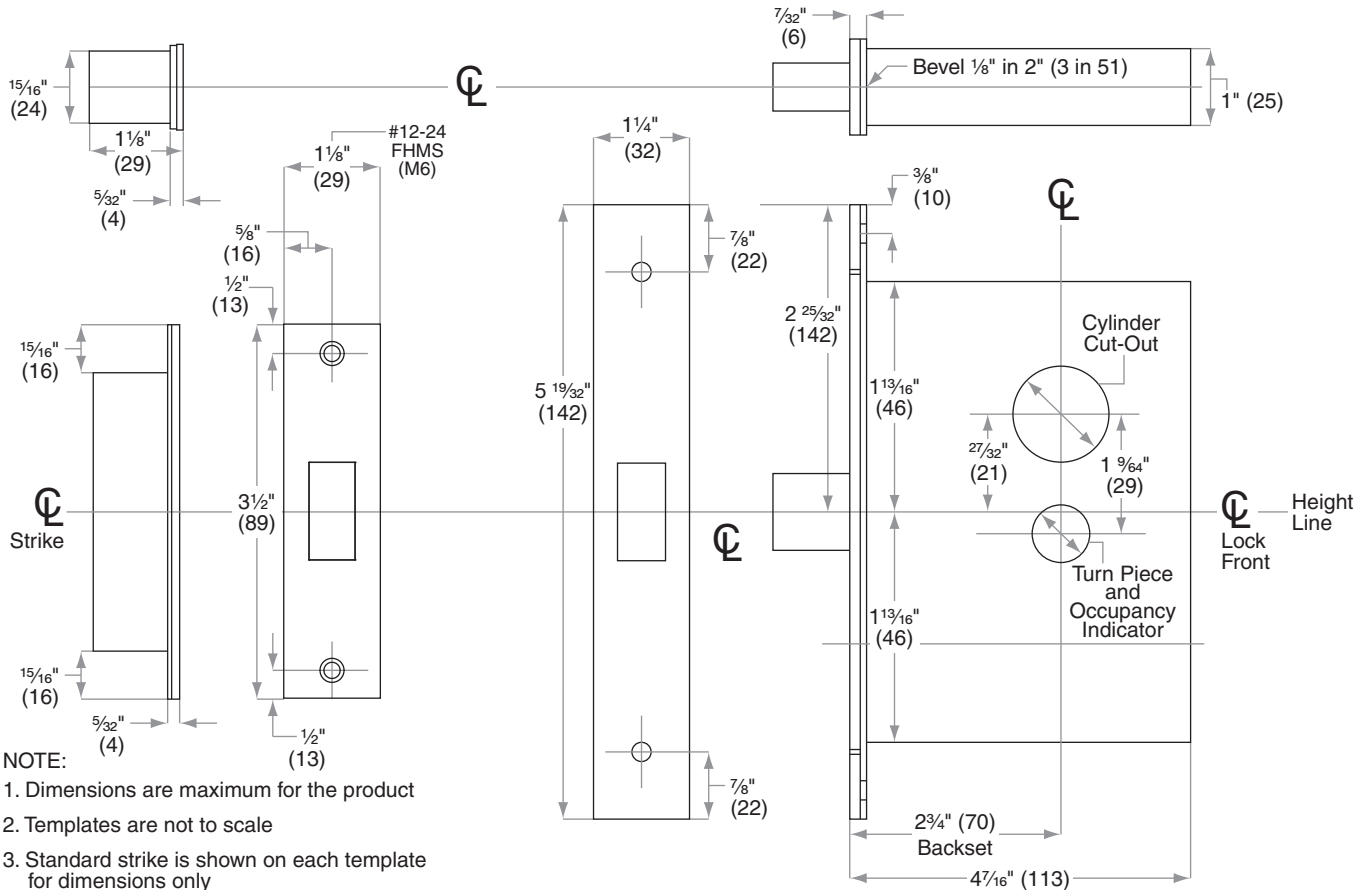 7/32"
(6)
Bevel 1/8" in 2" (3 in 51)
1" (25)
15/16"
(24)
1 1/8"
(29)
5/32"
(4)
℄
#12-24
FHMS
(M6)
1 1/8"
(29)
5/8"
(16)
1/2"
(13)
1 1/4"
(32)
7/8"
(22)
3/8"
(10)
℄
2 25/32"
(142)
15/16"
(16)
Cylinder
Cut-Out
5 19/32"
(142)
1 13/16"
(46)
27/32"
(21)
1 9/64"
(29)
℄
Strike
3 1/2"
(89)
℄
℄
Lock
Front
Height
Line
Turn Piece
and
Occupancy
Indicator
1 13/16"
(46)
15/16"
(16)
5/32"
(4)
1/2"
(13)
7/8"
(22)
2 3/4" (70)
Backset
4 7/16" (113)
NOTE:
1. Dimensions are maximum for the product
2. Templates are not to scale
3. Standard strike is shown on each template
for dimensions only